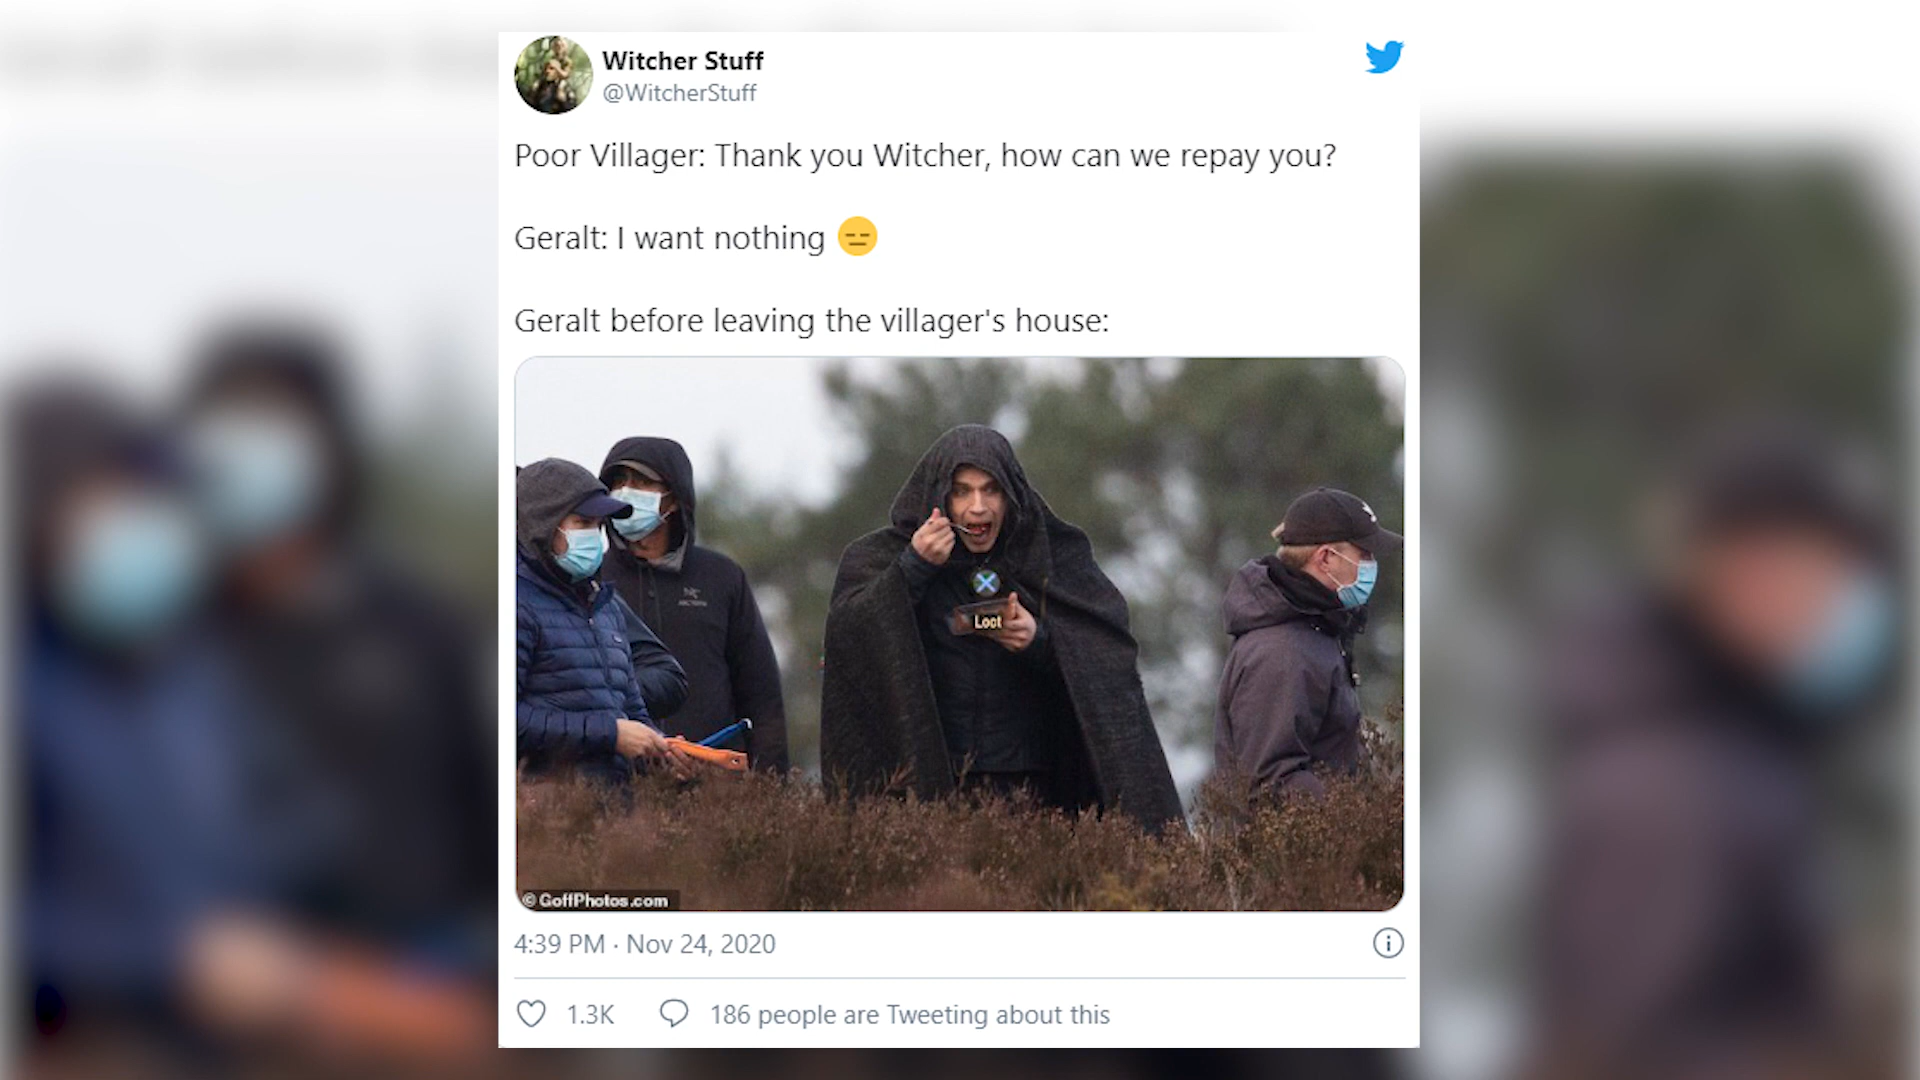 Witcher Stuff
@WitcherStuff
Poor Villager: Thank you Witcher, how can we repay you?
Geralt: I want nothing 😑
Geralt before leaving the villager's house:
Loot
© GoffPhotos.com
4:39 PM · Nov 24, 2020
1.3K 186 people are Tweeting about this